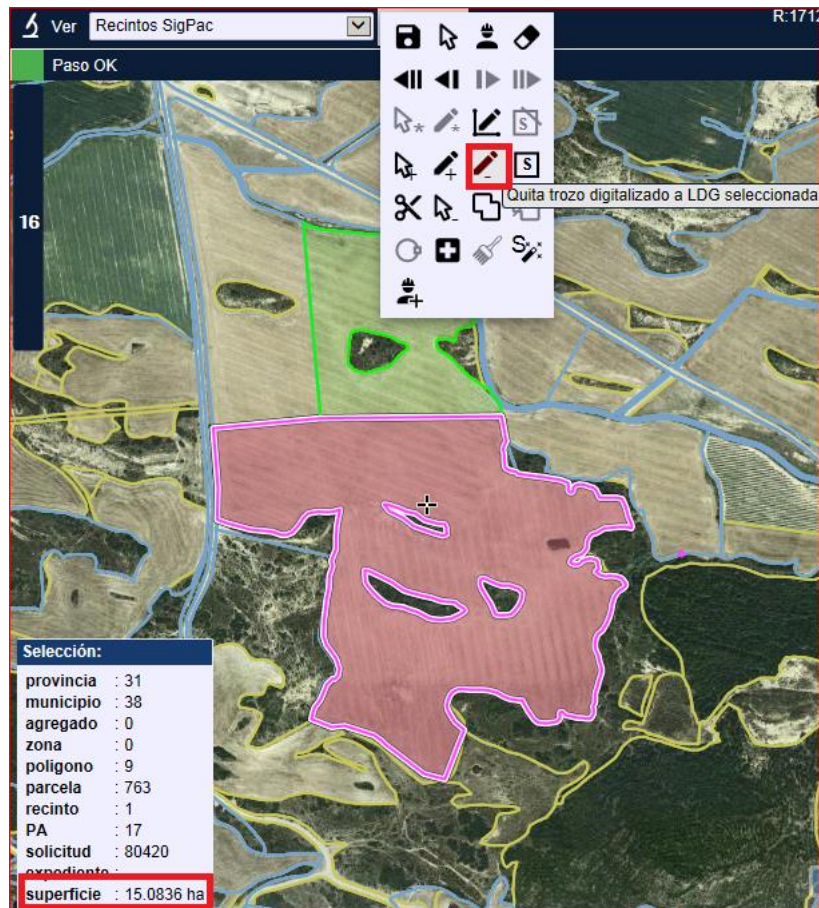 Ver Recintos SigPac
R:1712
Paso OK
S
S
Quita trozo digitalizado a LDG seleccionada
16
S
Selección:
provincia : 31
municipio : 38
agregado : 0
zona : 0
poligono : 9
parcela : 763
recinto : 1
PA : 17
solicitud : 80420
expediente :
superficie : 15.0836 ha